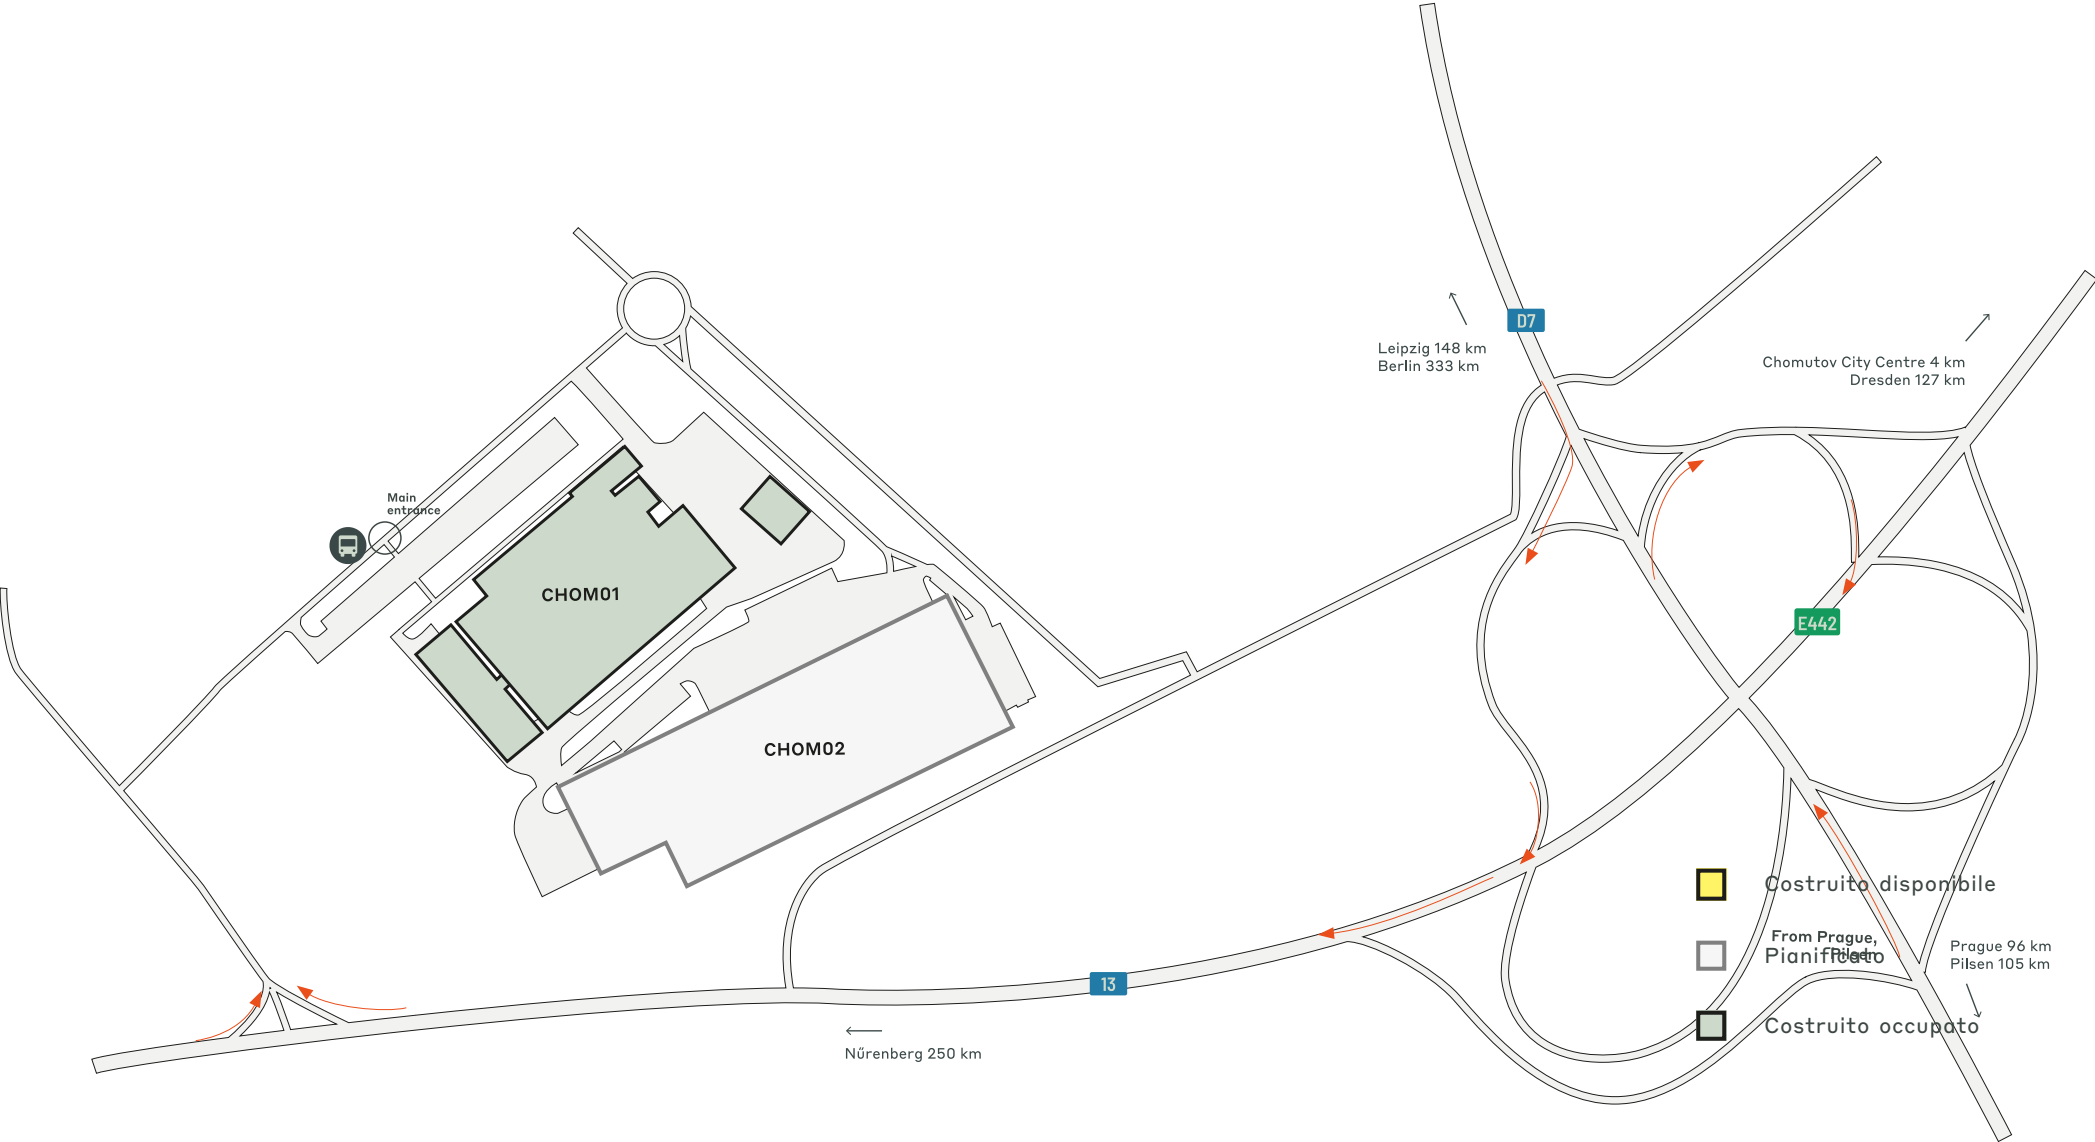 D7
Leipzig 148 km
Berlin 333 km
Chomutov City Centre 4 km
Dresden 127 km
Main
entrance
CHOM01
E442
CHOM02
Costruito disponibile
From Prague,
Pilsen
Pianificato
Prague 96 km
Pilsen 105 km
13
Costruito occupato
Nűrenberg 250 km